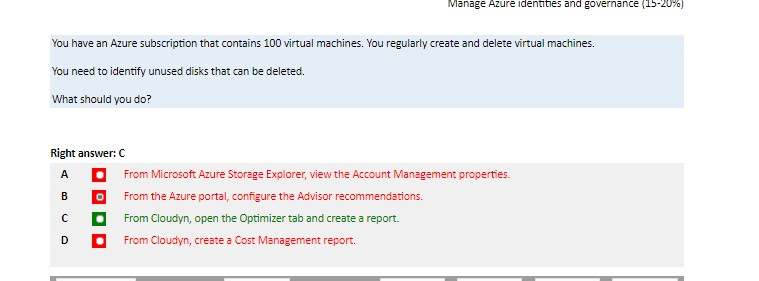 Manage Azure identities and governance (15-20%)
You have an Azure subscription that contains 100 virtual machines. You regularly create and delete virtual machines.
You need to identify unused disks that can be deleted.
What should you do?
Right answer: C
A From Microsoft Azure Storage Explorer, view the Account Management properties.
B From the Azure portal, configure the Advisor recommendations.
C From Cloudyn, open the Optimizer tab and create a report.
D From Cloudyn, create a Cost Management report.